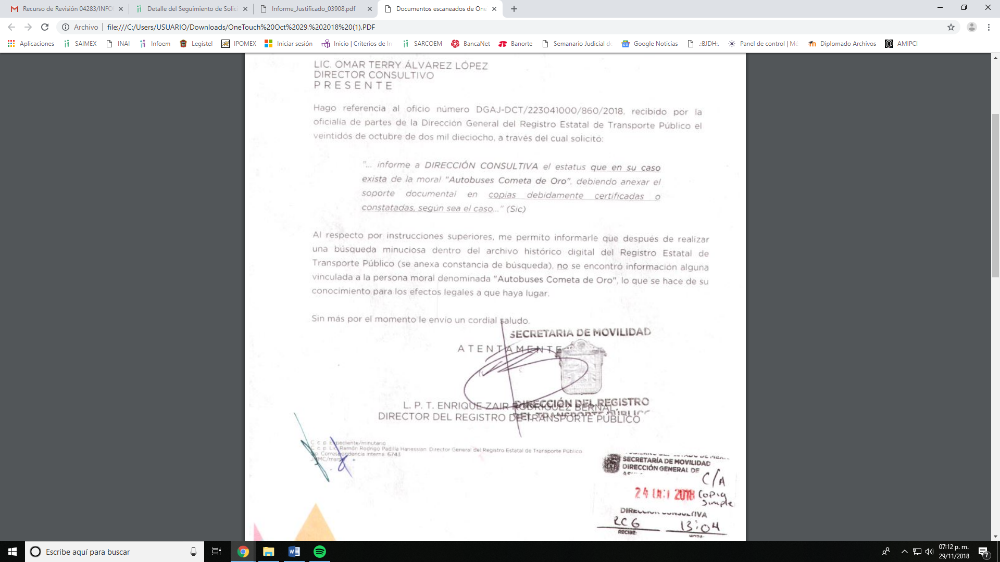 Recurso de Revisión 04283/INFO
Detalle del Seguimiento de Solici
Informe_Justificado_03908.pdf
Documentos escaneados de One
Archivo
file:///C:/Users/USUARIO/Downloads/OneTouch%20Oct%2029,%202018%20(1).PDF
Aplicaciones
SAIMEX
INAI
Infoem
Legistel
IPOMEX
Iniciar sesión
Inicio | Criterios de In
SARCOEM
BancaNet
Banorte
Semanario Judicial de
Google Noticias
.:BJDH:.
Panel de control | Mé
Diplomado Archivos
AMIPCI
LIC. OMAR TERRY ÁLVAREZ LÓPEZ
DIRECTOR CONSULTIVO
P R E S E N T E
Hago referencia al oficio número DGAJ-DCT/223041000/860/2018, recibido por la
oficialía de partes de la Dirección General del Registro Estatal de Transporte Público el
veintidós de octubre de dos mil dieciocho, a través del cual solicitó:
"... informe a DIRECCIÓN CONSULTIVA el estatus que en su caso
exista de la moral "Autobuses Cometa de Oro", debiendo anexar el
soporte documental en copias debidamente certificadas o
constatadas, según sea el caso..." (Sic)
Al respecto por instrucciones superiores, me permito informarle que después de realizar
una búsqueda minuciosa dentro del archivo histórico digital del Registro Estatal de
Transporte Público (se anexa constancia de búsqueda), no se encontró información alguna
vinculada a la persona moral denominada "Autobuses Cometa de Oro", lo que se hace de su
conocimiento para los efectos legales a que haya lugar.
Sin más por el momento le envío un cordial saludo.
SECRETARIA DE MOVILIDAD
A T E N T A M E N T E
DIRECCIÓN DEL REGISTRO
DEL TRANSPORTE PÚBLICO
L. P. T. ENRIQUE ZAIR RODRÍGUEZ BERNAL
DIRECTOR DEL REGISTRO DE TRANSPORTE PÚBLICO
C. c. p. Expediente/minutario
C. c. p. Lic. Ramón Rodrigo Padilla Hanessian. Director General del Registro Estatal de Transporte Público
Correspondencia interna: 6743
SECRETARÍA DE MOVILIDAD
DIRECCIÓN GENERAL DE
C/A
24 2018 Copia
simple
DIRECCIÓN CONSULTIVA
RCG 13:04
RECIBE:
Escribe aquí para buscar
07:12 p. m.
29/11/2018
7